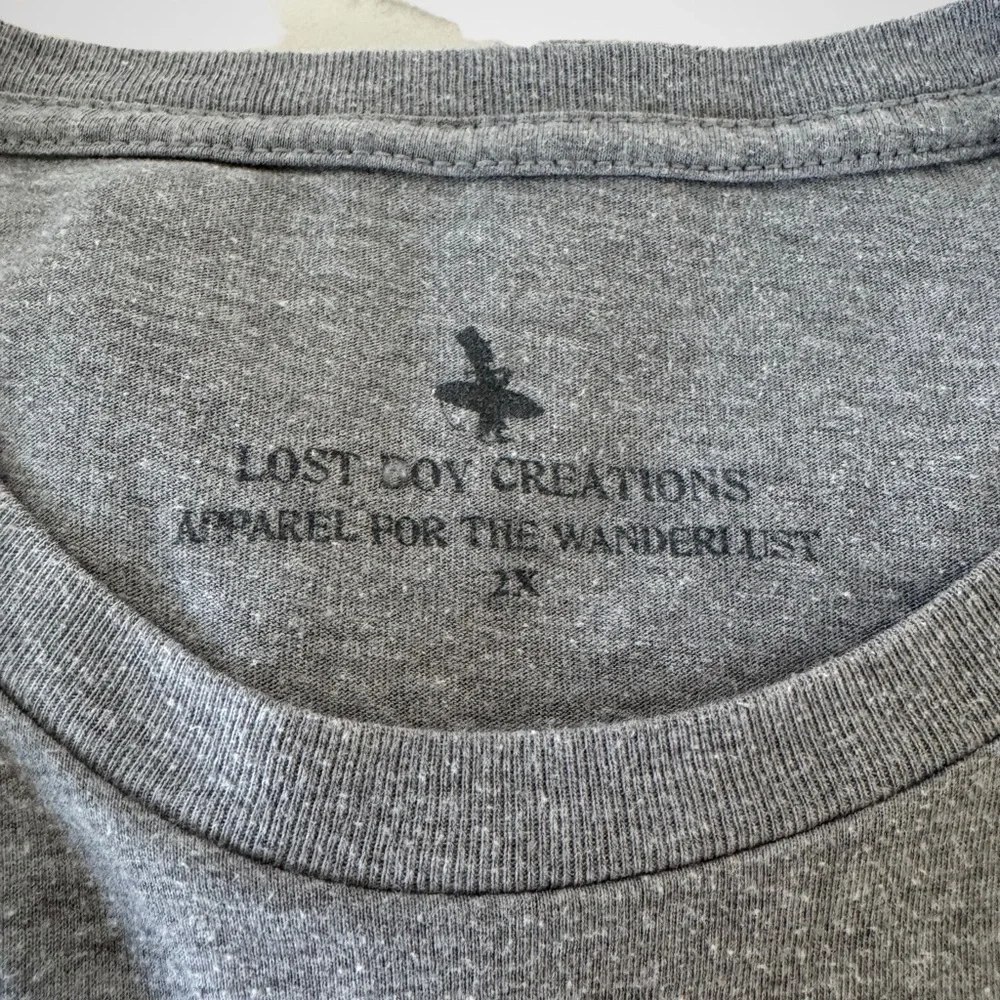 LOST BOY CREATIONS
APPAREL FOR THE WANDERLUST
2X